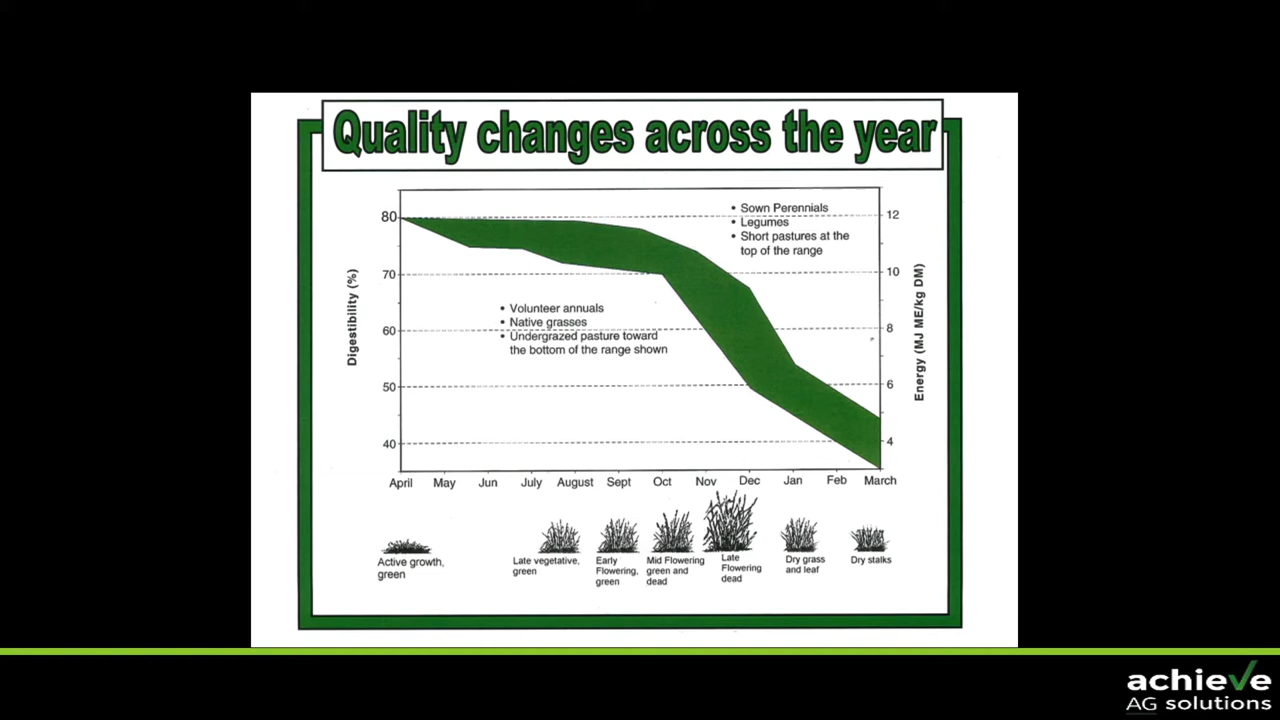 Quality changes across the year
80
70
60
50
40
Digestibility (%)
• Sown Perennials
• Legumes
• Short pastures at the
top of the range
• Volunteer annuals
• Native grasses
• Undergrazed pasture toward
the bottom of the range shown
12
10
8
6
4
Energy (MJ ME/kg DM)
April May Jun July August Sept Oct Nov Dec Jan Feb March
Active growth,
green
Late vegetative,
green
Early
Flowering,
green
Mid Flowering
green and
dead
Late
Flowering
dead
Dry grass
and leaf
Dry stalks
achieve
AG solutions